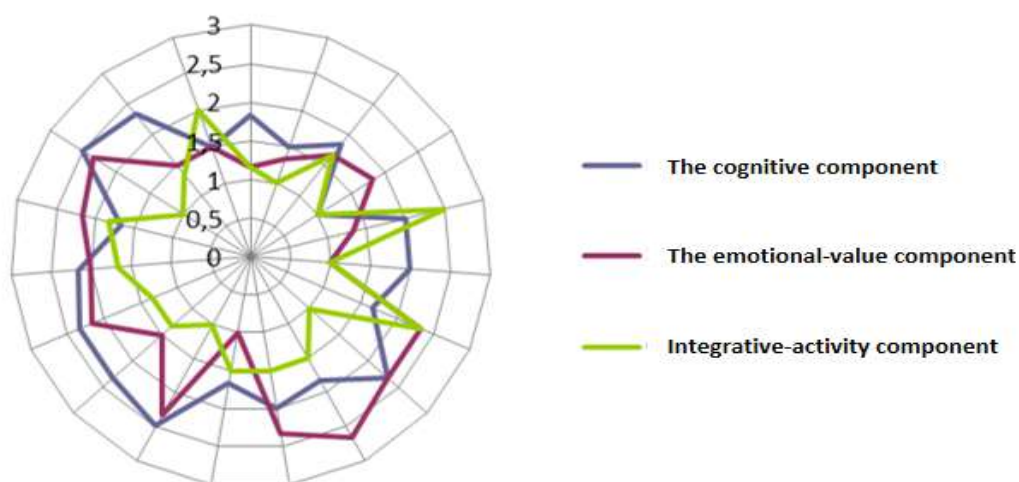 3
2,5
2
1,5
1
0,5
0
The cognitive component
The emotional-value component
Integrative-activity component